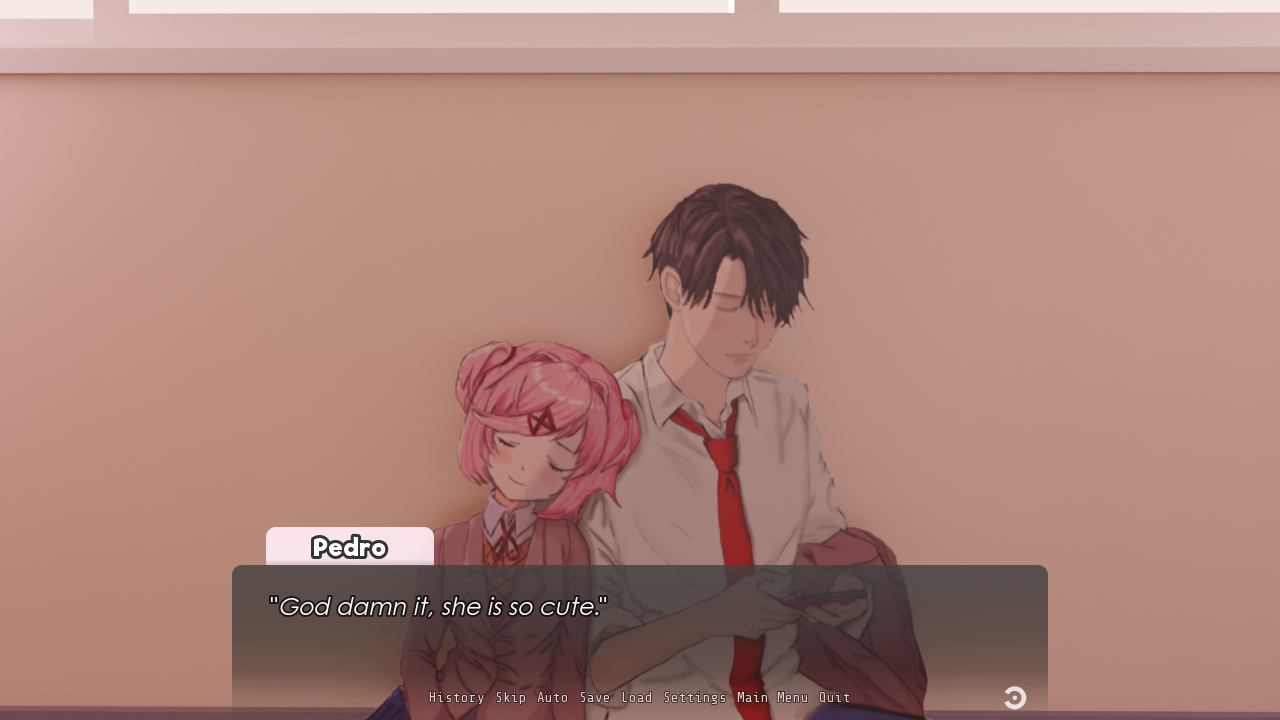 Pedro
"God damn it, she is so cute."
History Skip Auto Save Load Settings Main Menu Quit